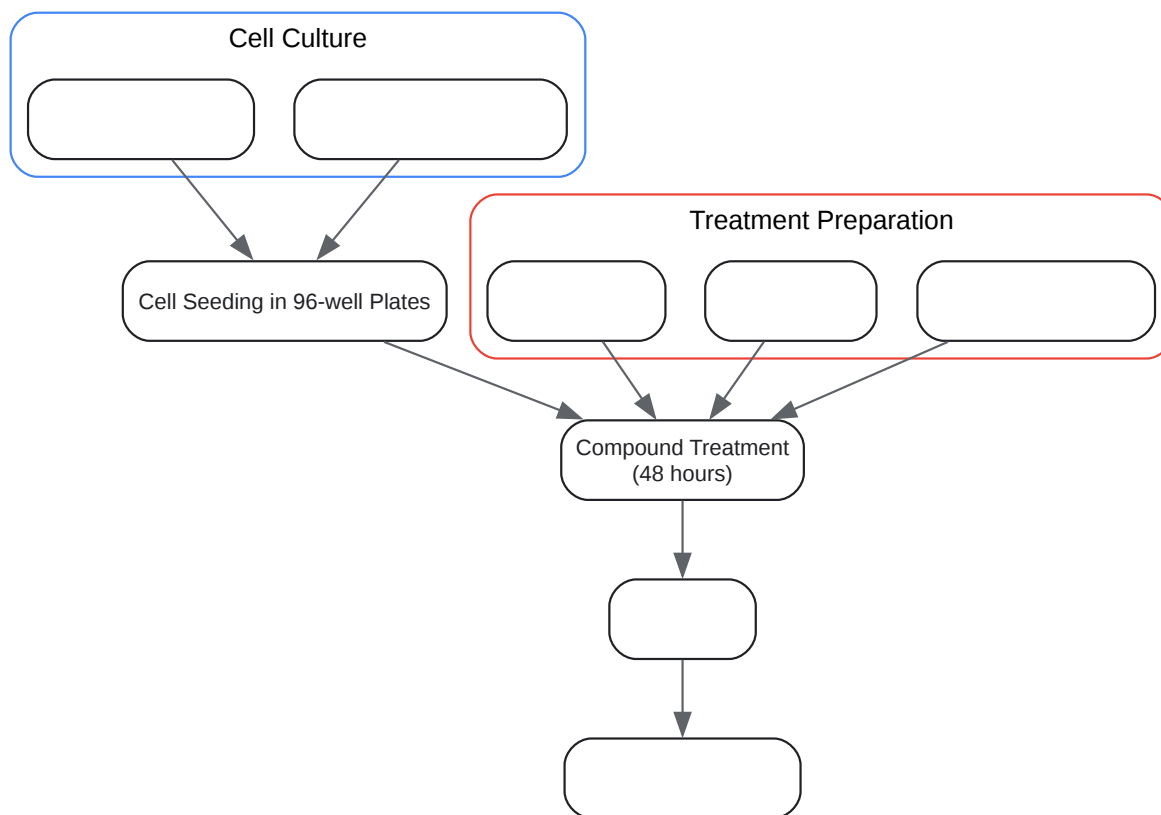 Cell Culture
Treatment Preparation
Cell Seeding in 96-well Plates
Compound Treatment
(48 hours)